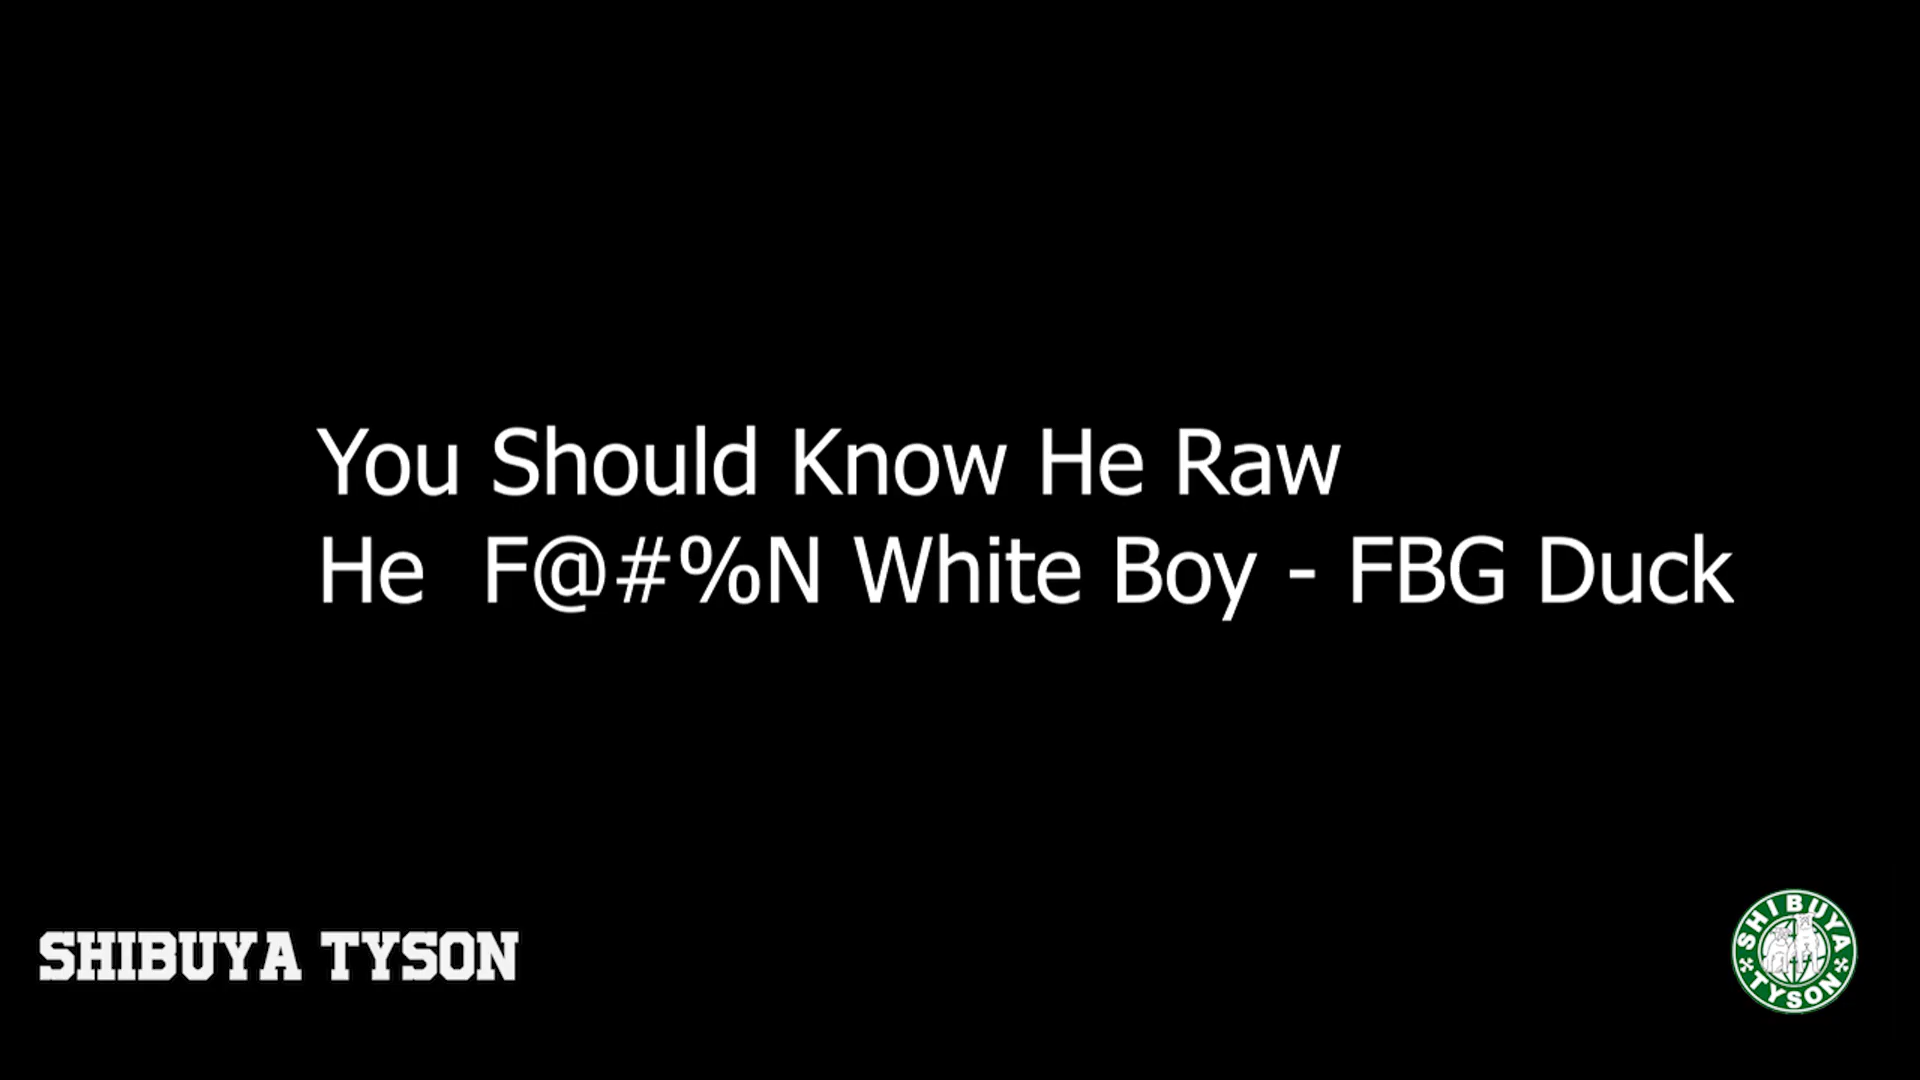 You Should Know He Raw
He  F@#%N White Boy - FBG Duck
SHIBUYA TYSON
SHIBUYA
TYSON